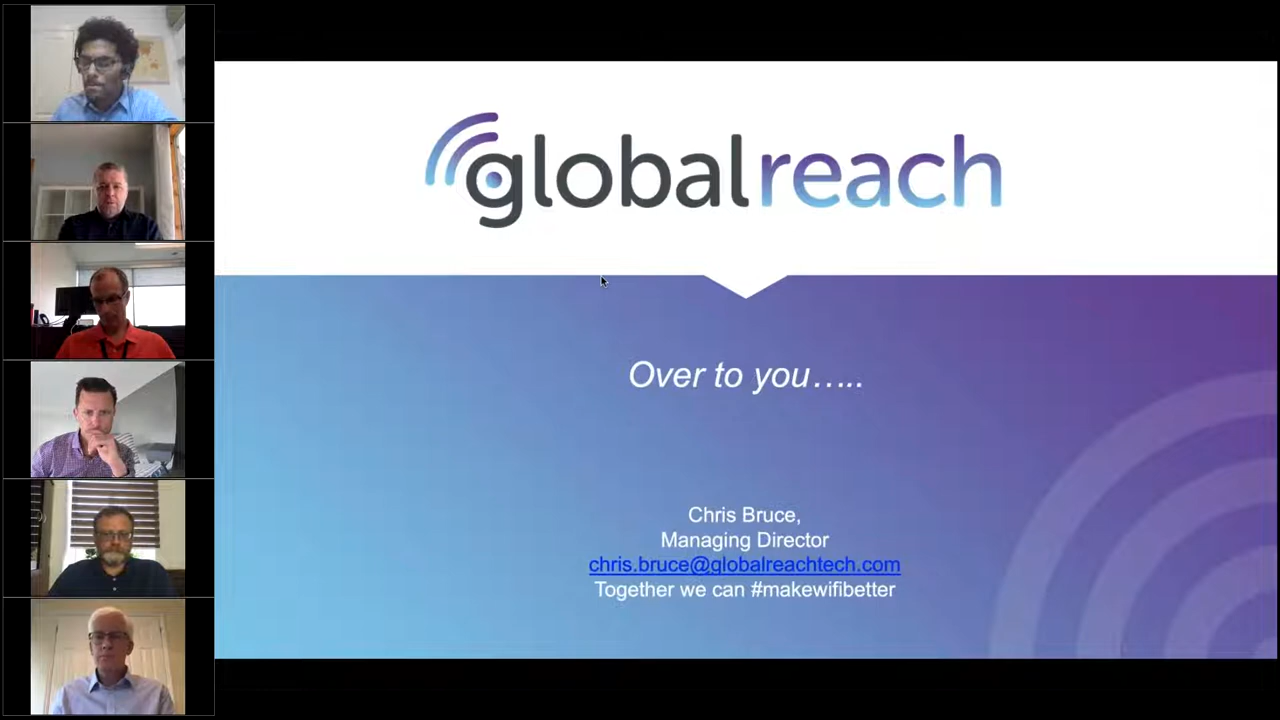 globalreach
Over to you.....
Chris Bruce,
Managing Director
chris.bruce@globalreachtech.com
Together we can #makewifibetter